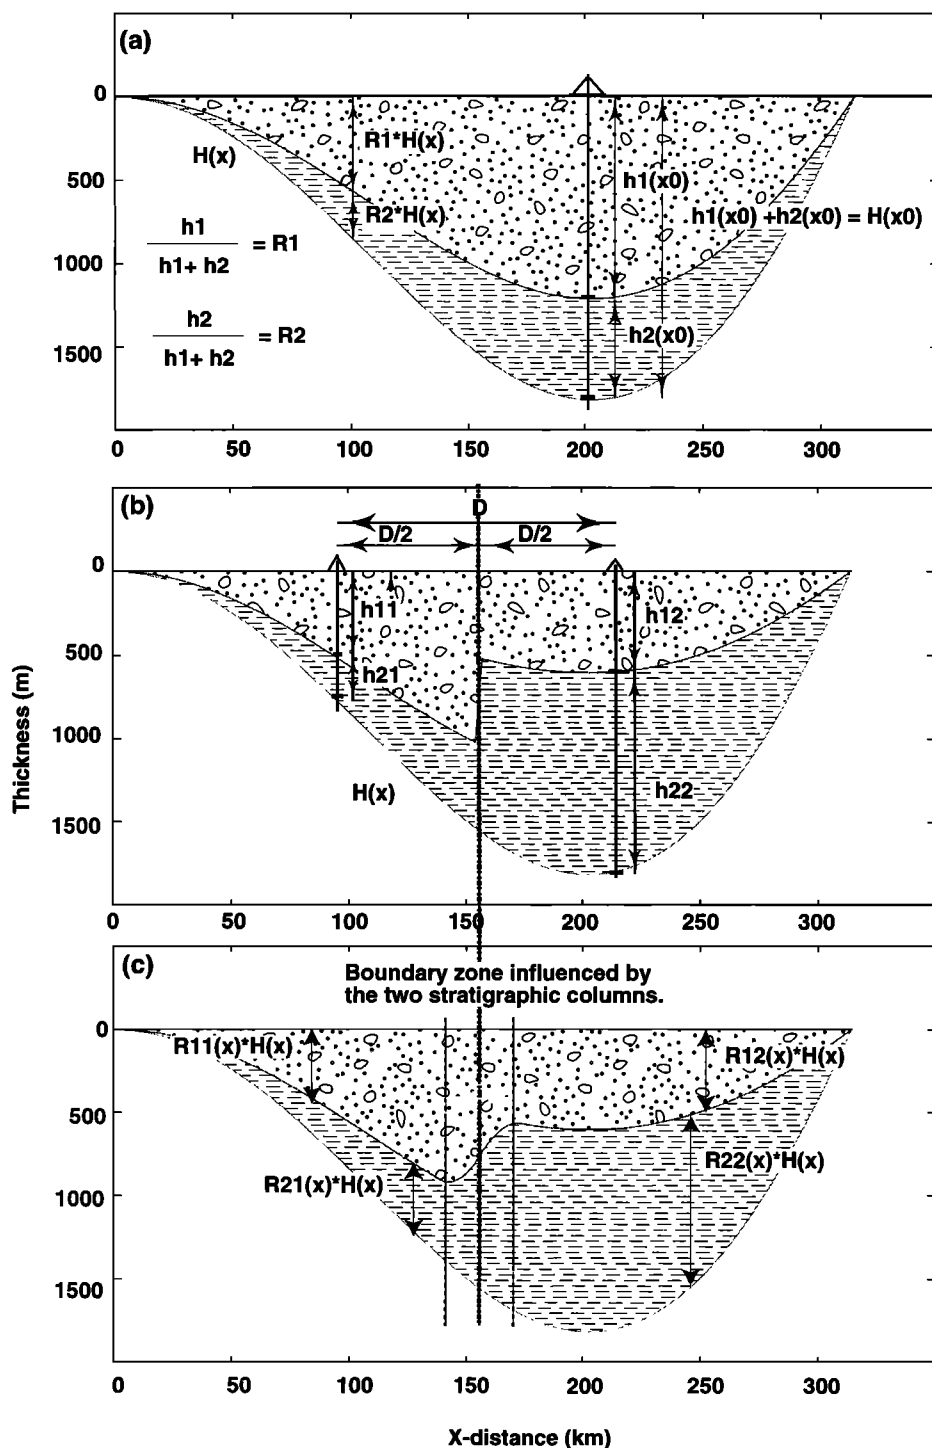 (a)
0
500
1000
1500
H(x)
R1*H(x)
R2*H(x)
h1(x0)
h1(x0) +h2(x0) = H(x0)
h2(x0)
h1
h1+ h2
= R1
h2
h1+ h2
= R2
0 50 100 150 200 250 300
(b)
D
D/2 D/2
0
500
1000
1500
h11
h21
h12
h22
H(x)
Thickness (m)
0 50 100 150 200 250 300
(c)
Boundary zone influenced by
the two stratigraphic columns.
0
500
1000
1500
R11(x)*H(x)
R12(x)*H(x)
R21(x)*H(x)
R22(x)*H(x)
0 50 100 150 200 250 300
X-distance (km)